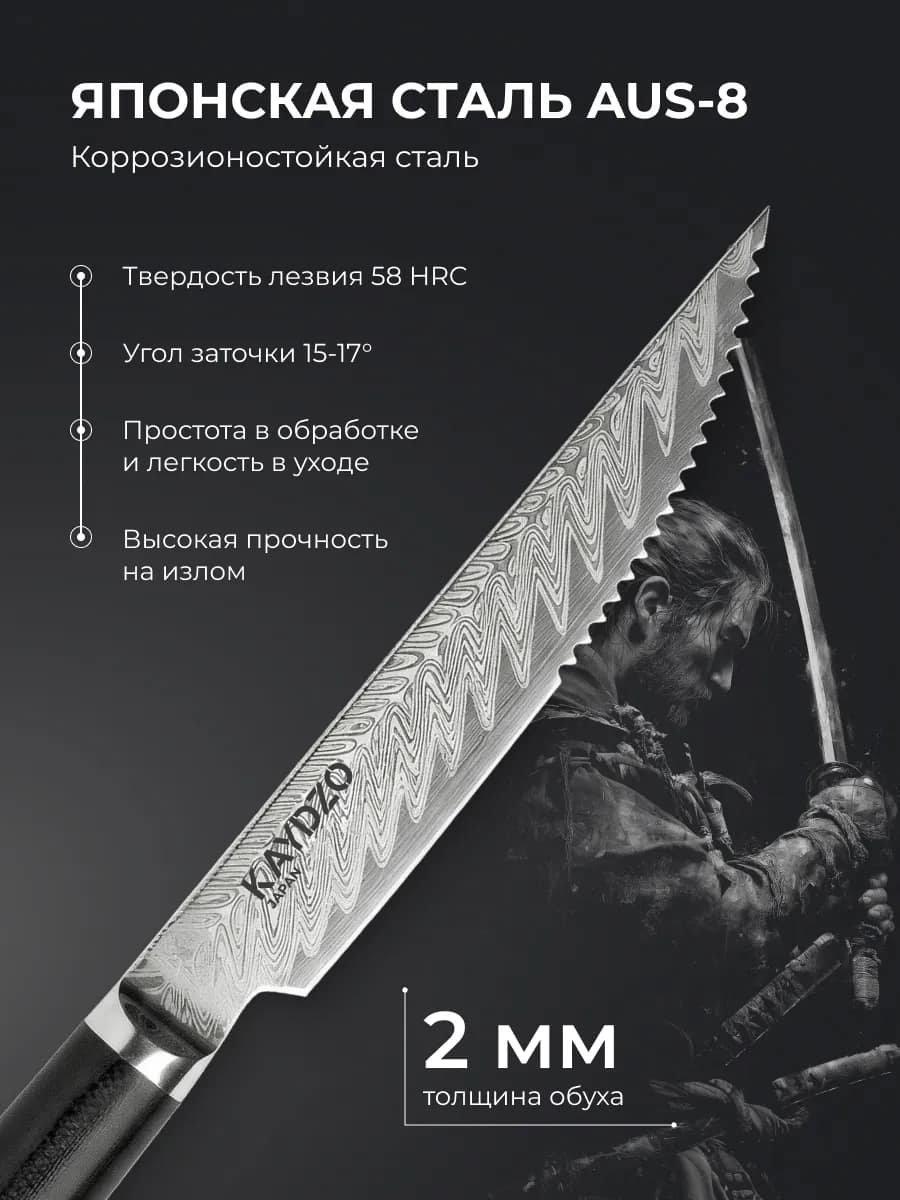 ЯПОНСКАЯ СТАЛЬ AUS-8
Коррозионостойкая сталь
Твердость лезвия 58 HRC
Угол заточки 15-17°
Простота в обработке
и легкость в уходе
Высокая прочность
на излом
KAYIDZO
JAPAN
2 мм
толщина обуха